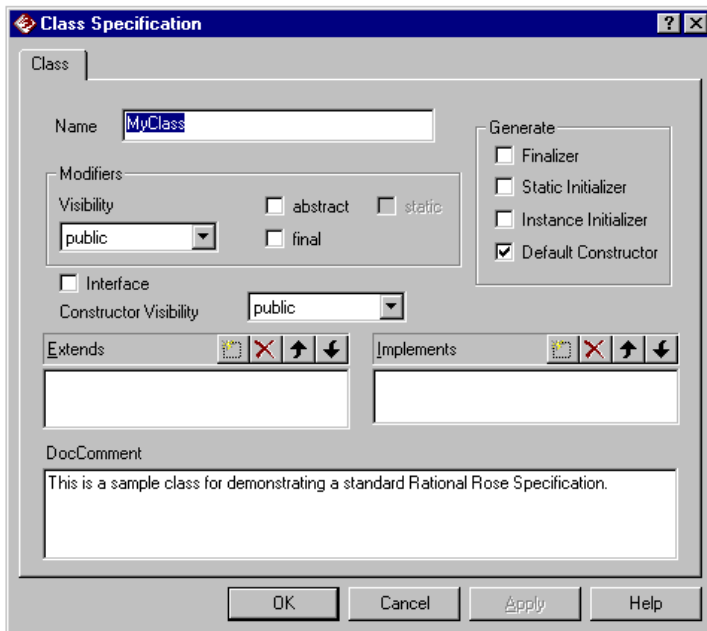 Class Specification
Class
Name MyClass
Generate
Finalizer
Static Initializer
Instance Initializer
Default Constructor
Modifiers
Visibility
abstract static
public
final
Interface
Constructor Visibility public
Extends
Implements
DocComment
This is a sample class for demonstrating a standard Rational Rose Specification.
OK Cancel Apply Help